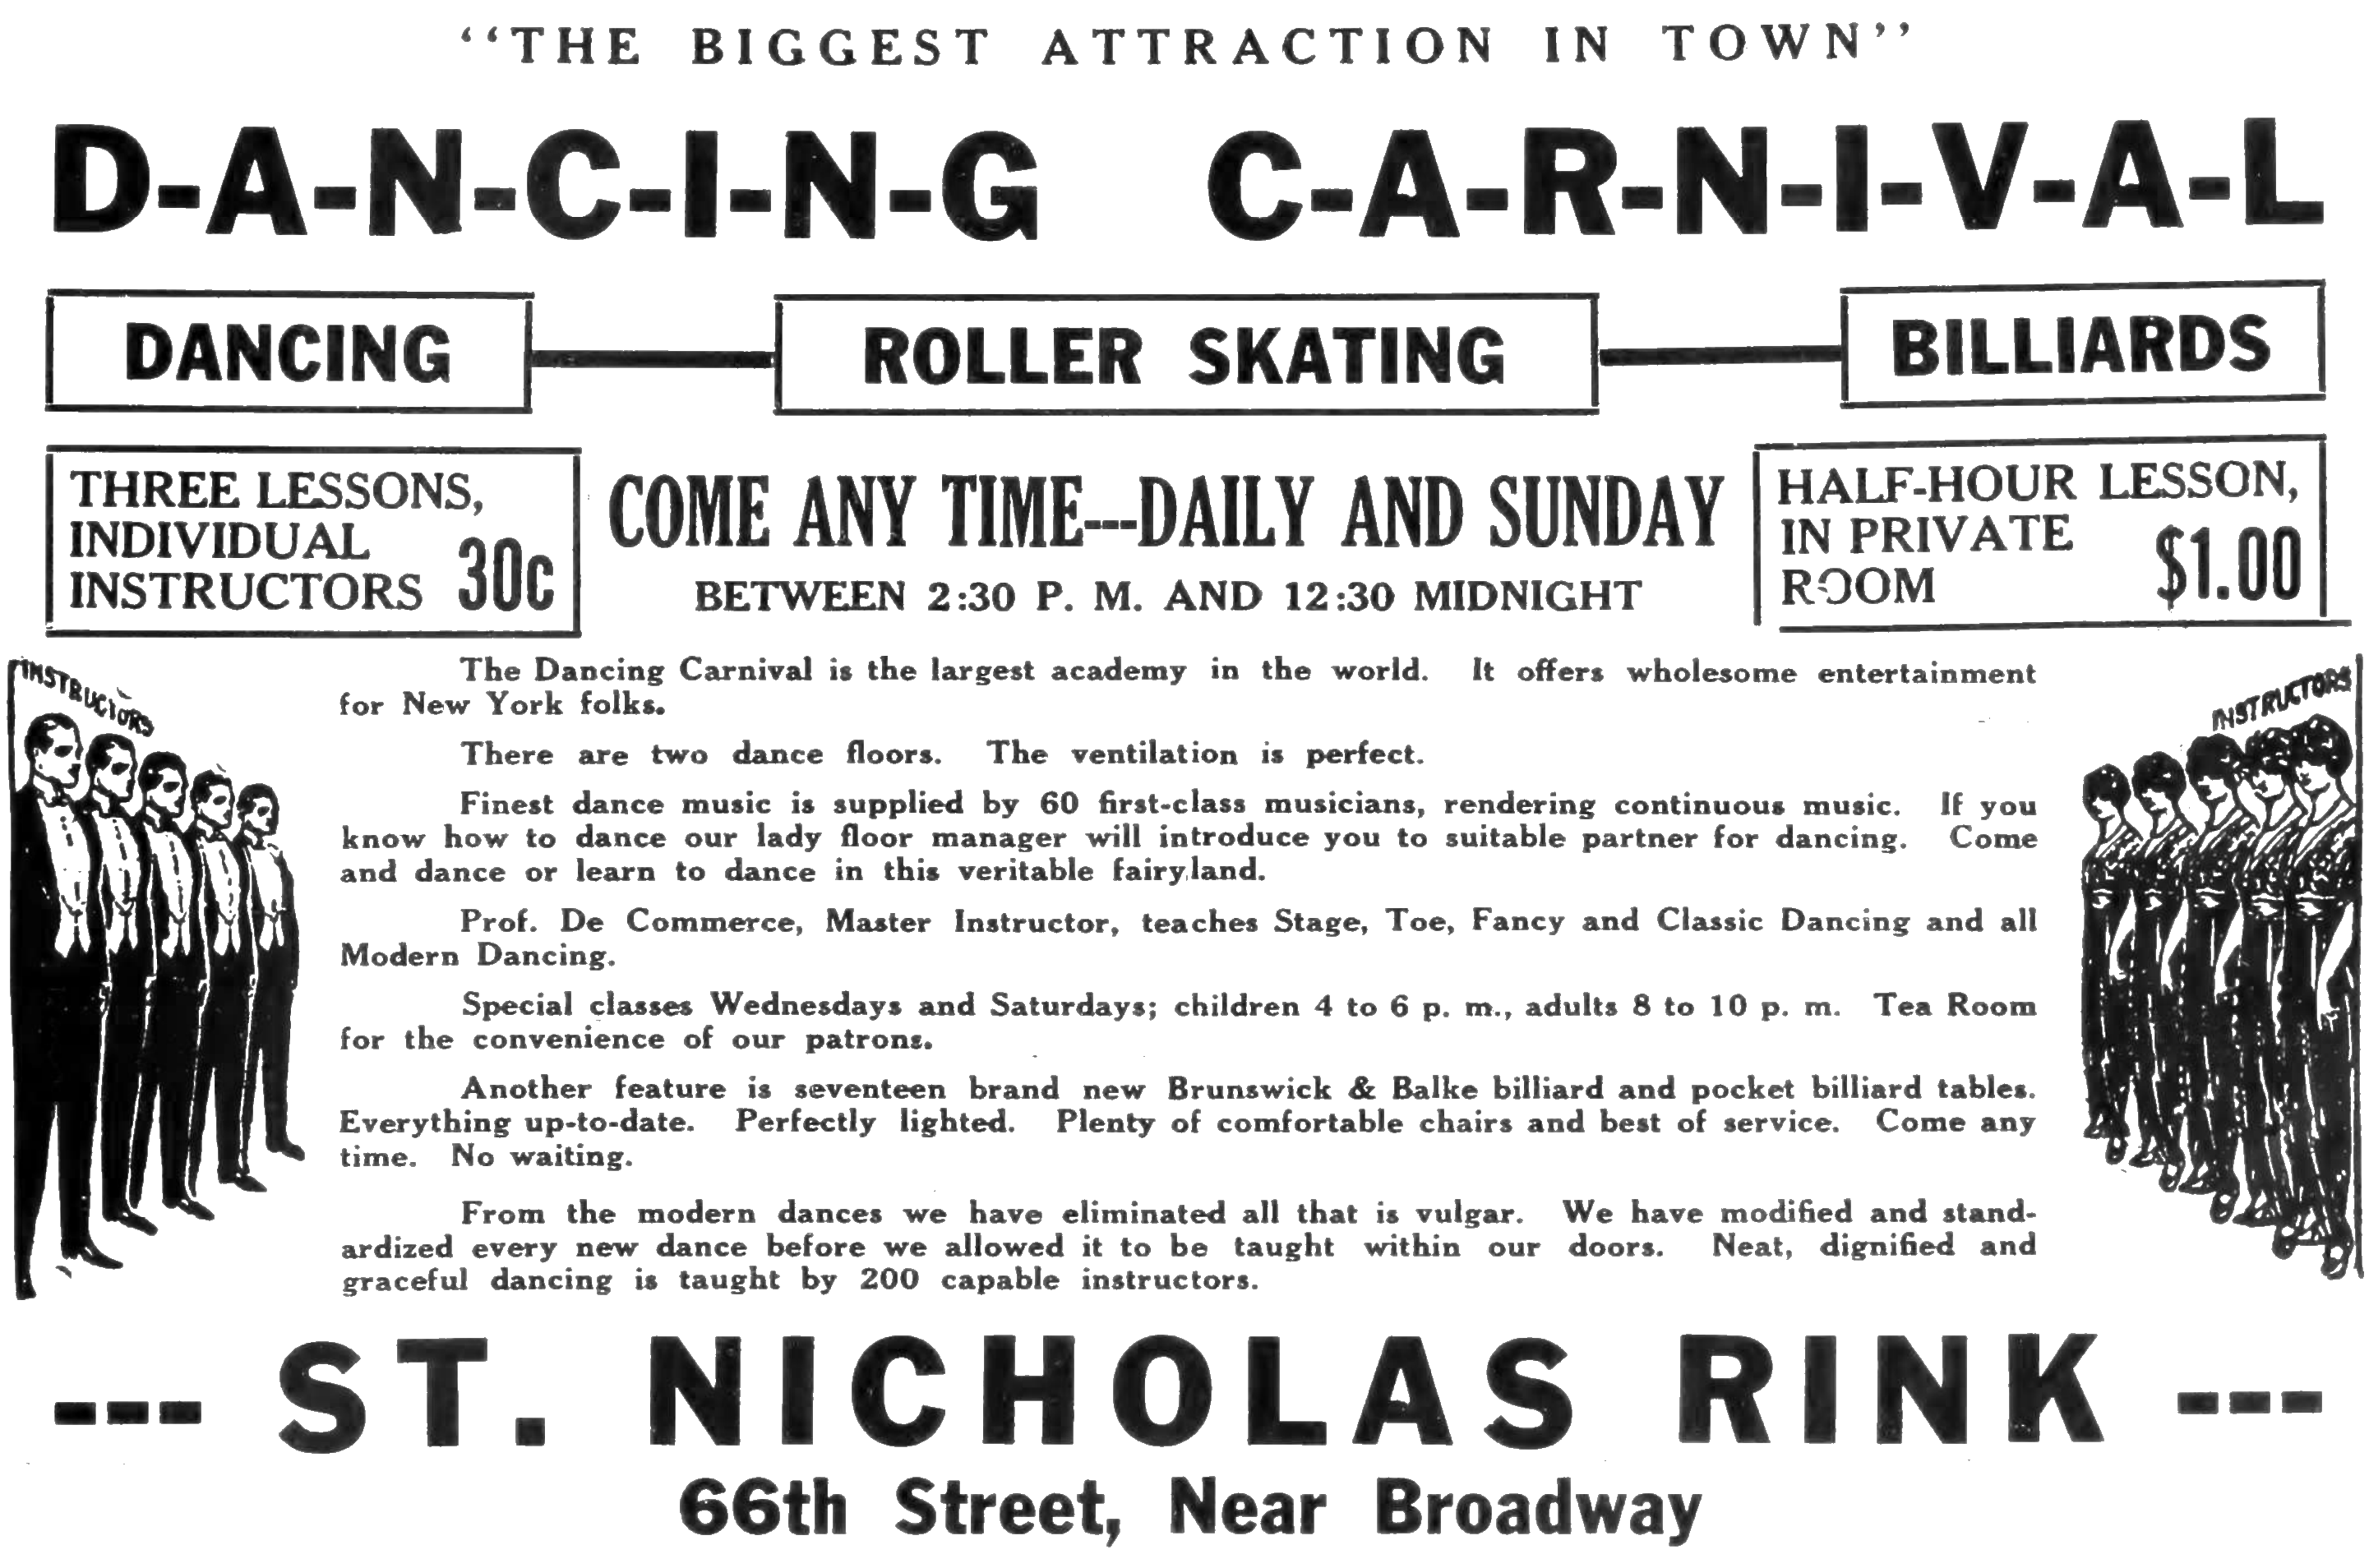 "THE BIGGEST ATTRACTION IN TOWN"
D-A-N-C-I-N-G C-A-R-N-I-V-A-L
DANCING
ROLLER SKATING
BILLIARDS
THREE LESSONS,
INDIVIDUAL
INSTRUCTORS 30c
COME ANY TIME---DAILY AND SUNDAY
BETWEEN 2:30 P. M. AND 12:30 MIDNIGHT
HALF-HOUR LESSON,
IN PRIVATE
ROOM $1.00
INSTRUCTORS
The Dancing Carnival is the largest academy in the world. It offers wholesome entertainment
for New York folks.
There are two dance floors. The ventilation is perfect.
Finest dance music is supplied by 60 first-class musicians, rendering continuous music. If you
know how to dance our lady floor manager will introduce you to suitable partner for dancing. Come
and dance or learn to dance in this veritable fairyland.
Prof. De Commerce, Master Instructor, teaches Stage, Toe, Fancy and Classic Dancing and all
Modern Dancing.
Special classes Wednesdays and Saturdays; children 4 to 6 p. m., adults 8 to 10 p. m. Tea Room
for the convenience of our patrons.
Another feature is seventeen brand new Brunswick & Balke billiard and pocket billiard tables.
Everything up-to-date. Perfectly lighted. Plenty of comfortable chairs and best of service. Come any
time. No waiting.
From the modern dances we have eliminated all that is vulgar. We have modified and stand-
ardized every new dance before we allowed it to be taught within our doors. Neat, dignified and
graceful dancing is taught by 200 capable instructors.
INSTRUCTORS
--- ST. NICHOLAS RINK ---
66th Street, Near Broadway